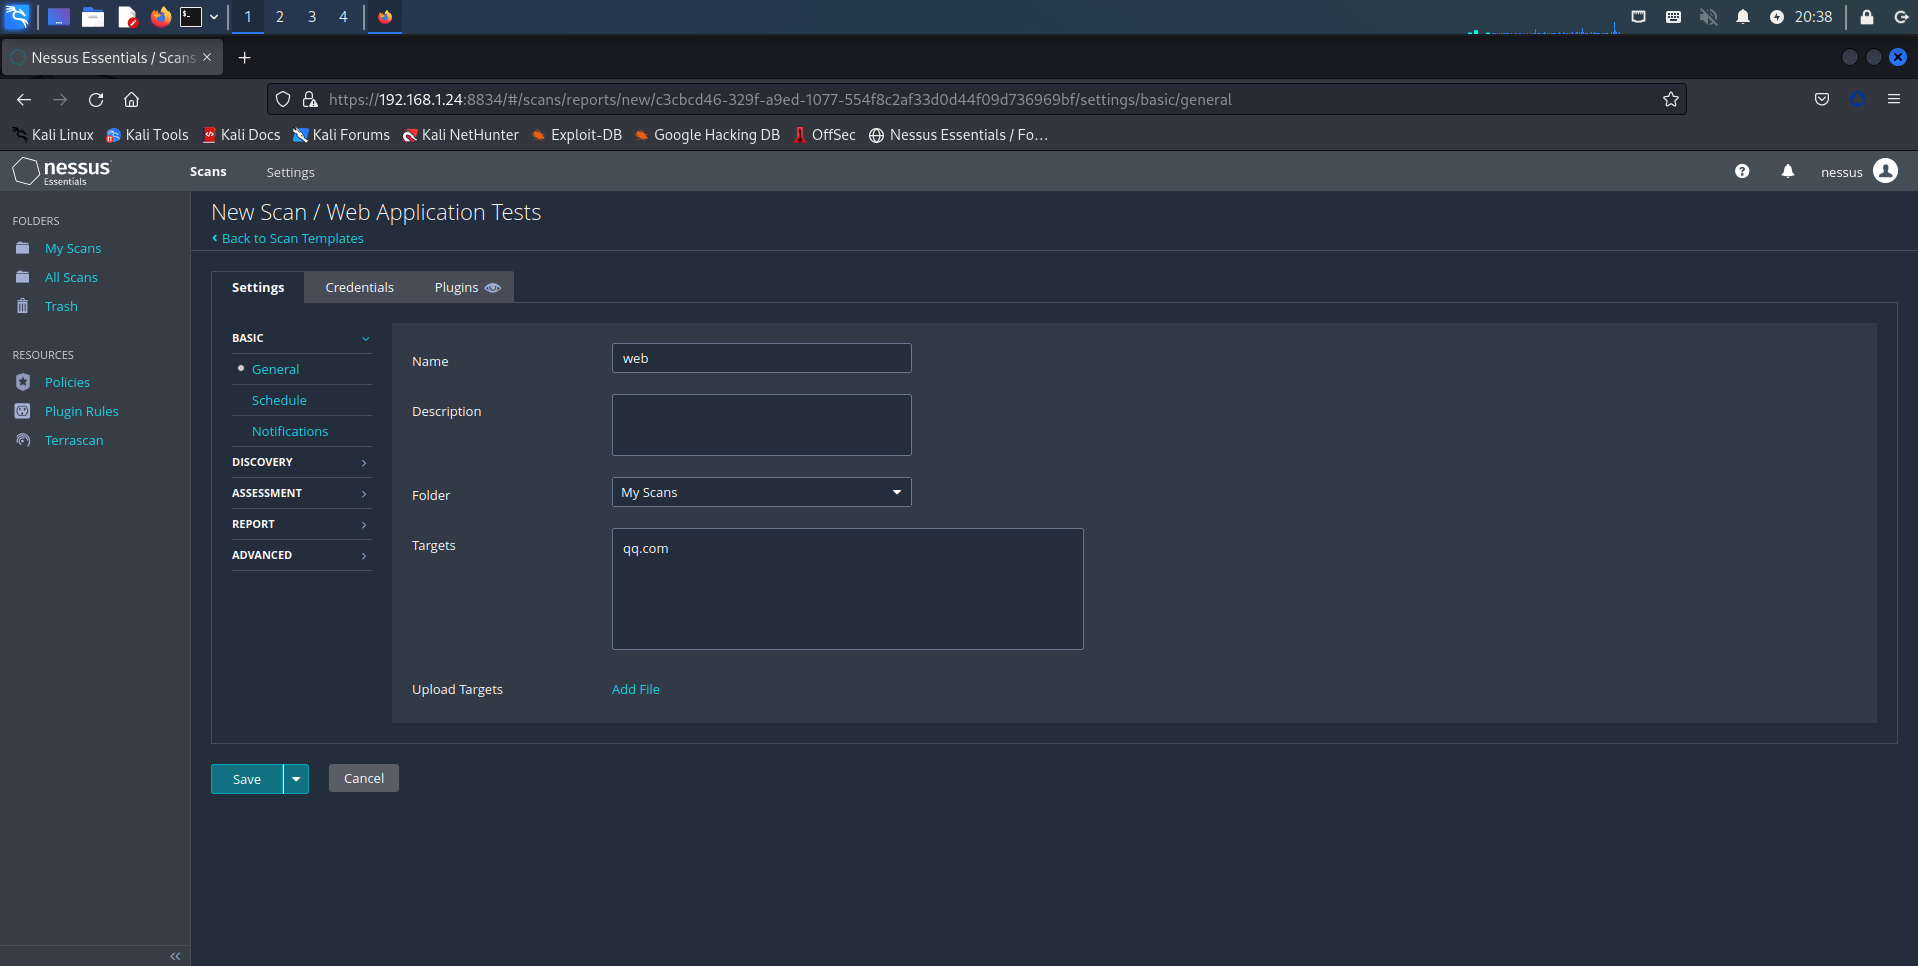 1 2 3 4 20:38
Nessus Essentials / Scans
https://192.168.1.24:8834/#/scans/reports/new/c3cbcd46-329f-a9ed-1077-554f8c2af33d0d44f09d736969bf/settings/basic/general
Kali Linux Kali Tools Kali Docs Kali Forums Kali NetHunter Exploit-DB Google Hacking DB OffSec Nessus Essentials / Fo…
nessus Essentials Scans Settings nessus
FOLDERS
My Scans
All Scans
Trash
RESOURCES
Policies
Plugin Rules
Terrascan
New Scan / Web Application Tests
Back to Scan Templates
Settings Credentials Plugins
BASIC
General
Schedule
Notifications
DISCOVERY
ASSESSMENT
REPORT
ADVANCED
Name web
Description
Folder My Scans
Targets qq.com
Upload Targets Add File
Save Cancel